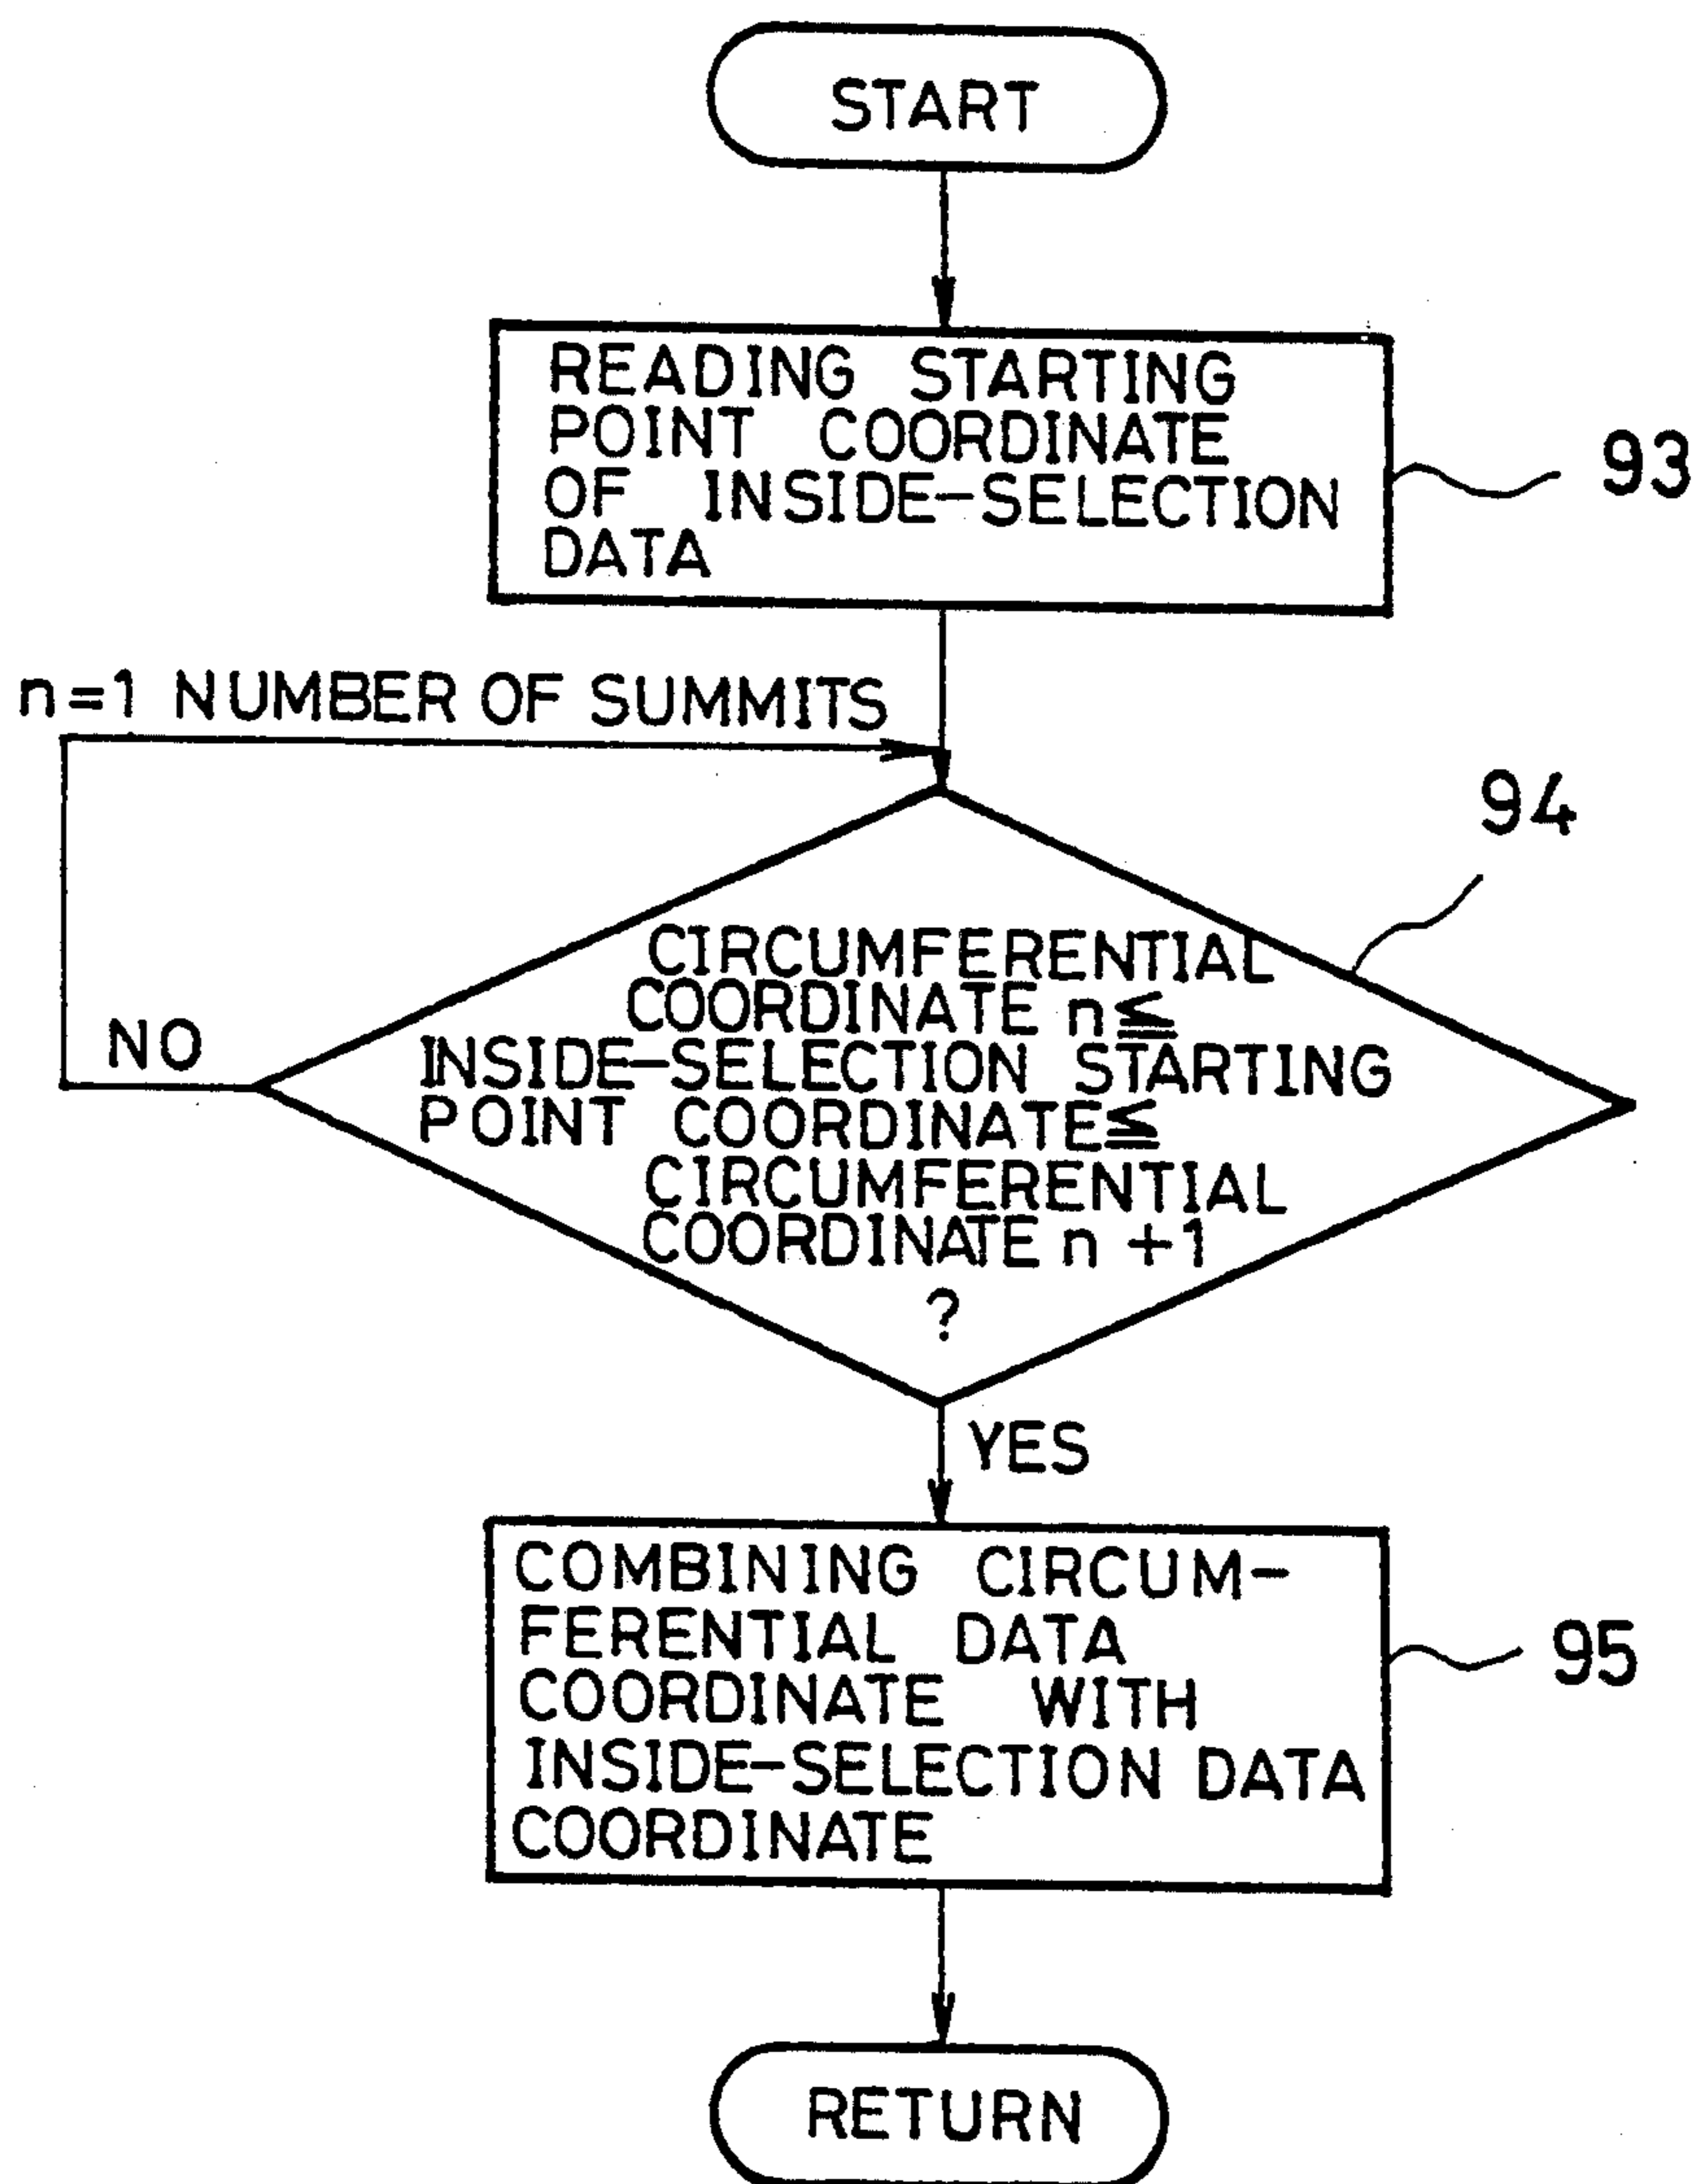 START
READING STARTING
POINT COORDINATE
OF INSIDE-SELECTION
DATA
93
n=1 NUMBER OF SUMMITS
94
CIRCUMFERENTIAL
COORDINATE n≦
INSIDE-SELECTION STARTING
POINT COORDINATE≦
CIRCUMFERENTIAL
COORDINATE n +1
?
NO
YES
COMBINING CIRCUM-
FERENTIAL DATA
COORDINATE WITH
INSIDE-SELECTION DATA
COORDINATE
95
RETURN